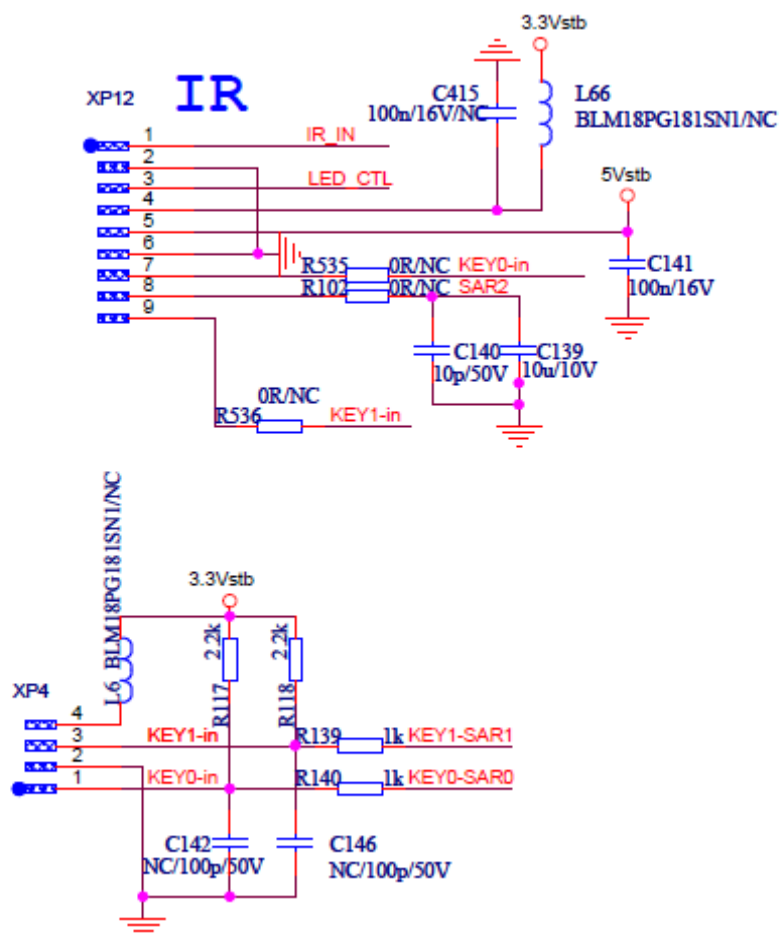 3.3Vstb
IR
XP12
C415
100n/16V/NC
L66
BLM18PG181SN1/NC
1
IR_IN
2
3
LED_CTL
4
5Vstb
5
6
7
R535
0R/NC
KEY0-in
C141
100n/16V
8
R102
0R/NC
SAR2
9
C140
10p/50V
C139
10u/10V
0R/NC
R536
KEY1-in
L6 BLM18PG181SN1/NC
3.3Vstb
2.2k
2.2k
R117
R118
XP4
4
3
KEY1-in
R139
1k
KEY1-SAR1
2
1
KEY0-in
R140
1k
KEY0-SAR0
C142
NC/100p/50V
C146
NC/100p/50V